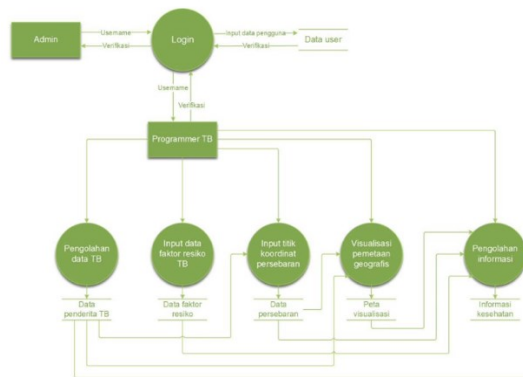 Admin
Username
Verifikasi
Login
Input data pengguna
Verifikasi
Data user
Username
Verifikasi
Programmer TB
Pengolahan
data TB
Input data
faktor resiko
TB
Input titik
koordinat
persebaran
Visualisasi
pemetaan
geografis
Pengolahan
informasi
Data
penderita TB
Data faktor
resiko
Data
persebaran
Peta
visualisasi
Informasi
kesehatan